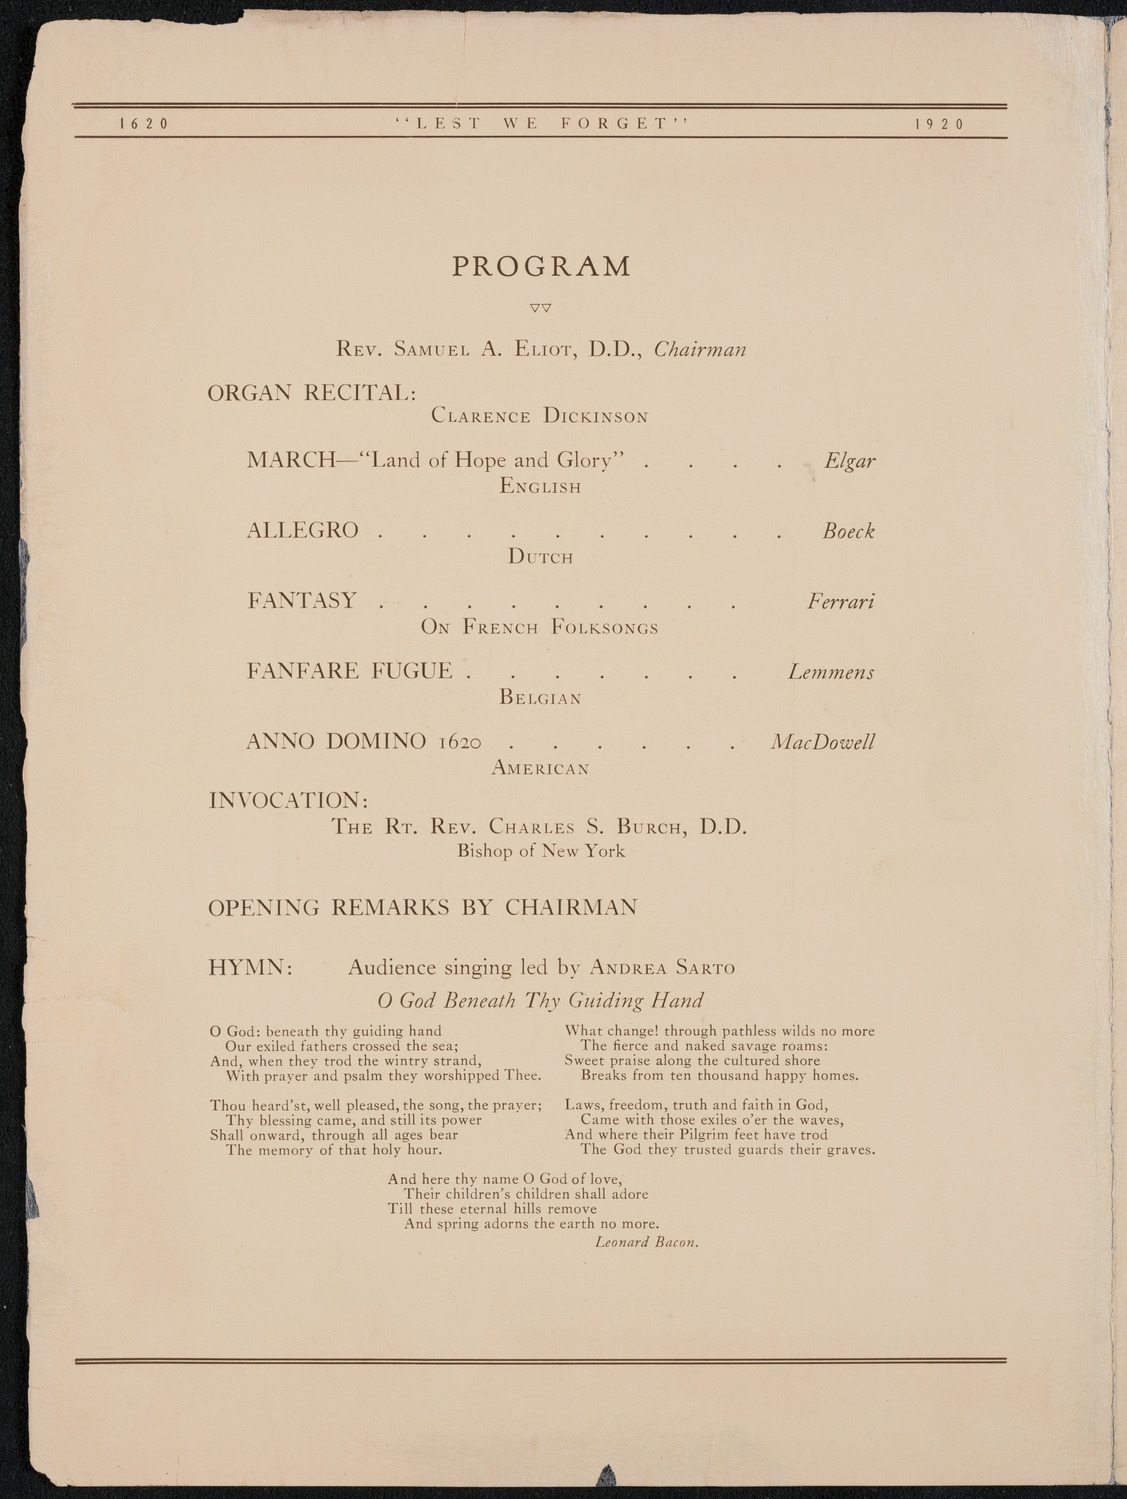 1620 "LEST WE FORGET" 1920
PROGRAM
REV. SAMUEL A. ELIOT, D.D., Chairman
ORGAN RECITAL:
CLARENCE DICKINSON
MARCH—"Land of Hope and Glory" . . . . Elgar
ENGLISH
ALLEGRO . . . . . . . . . . Boeck
DUTCH
FANTASY . . . . . . . . . Ferrari
ON FRENCH FOLKSONGS
FANFARE FUGUE . . . . . . . Lemmens
BELGIAN
ANNO DOMINO 1620 . . . . . . MacDowell
AMERICAN
INVOCATION:
THE RT. REV. CHARLES S. BURCH, D.D.
Bishop of New York
OPENING REMARKS BY CHAIRMAN
HYMN: Audience singing led by ANDREA SARTO
O God Beneath Thy Guiding Hand
O God: beneath thy guiding hand
Our exiled fathers crossed the sea;
And, when they trod the wintry strand,
With prayer and psalm they worshipped Thee.
Thou heard'st, well pleased, the song, the prayer;
Thy blessing came, and still its power
Shall onward, through all ages bear
The memory of that holy hour.
What change! through pathless wilds no more
The fierce and naked savage roams:
Sweet praise along the cultured shore
Breaks from ten thousand happy homes.
Laws, freedom, truth and faith in God,
Came with those exiles o'er the waves,
And where their Pilgrim feet have trod
The God they trusted guards their graves.
And here thy name O God of love,
Their children's children shall adore
Till these eternal hills remove
And spring adorns the earth no more.
Leonard Bacon.